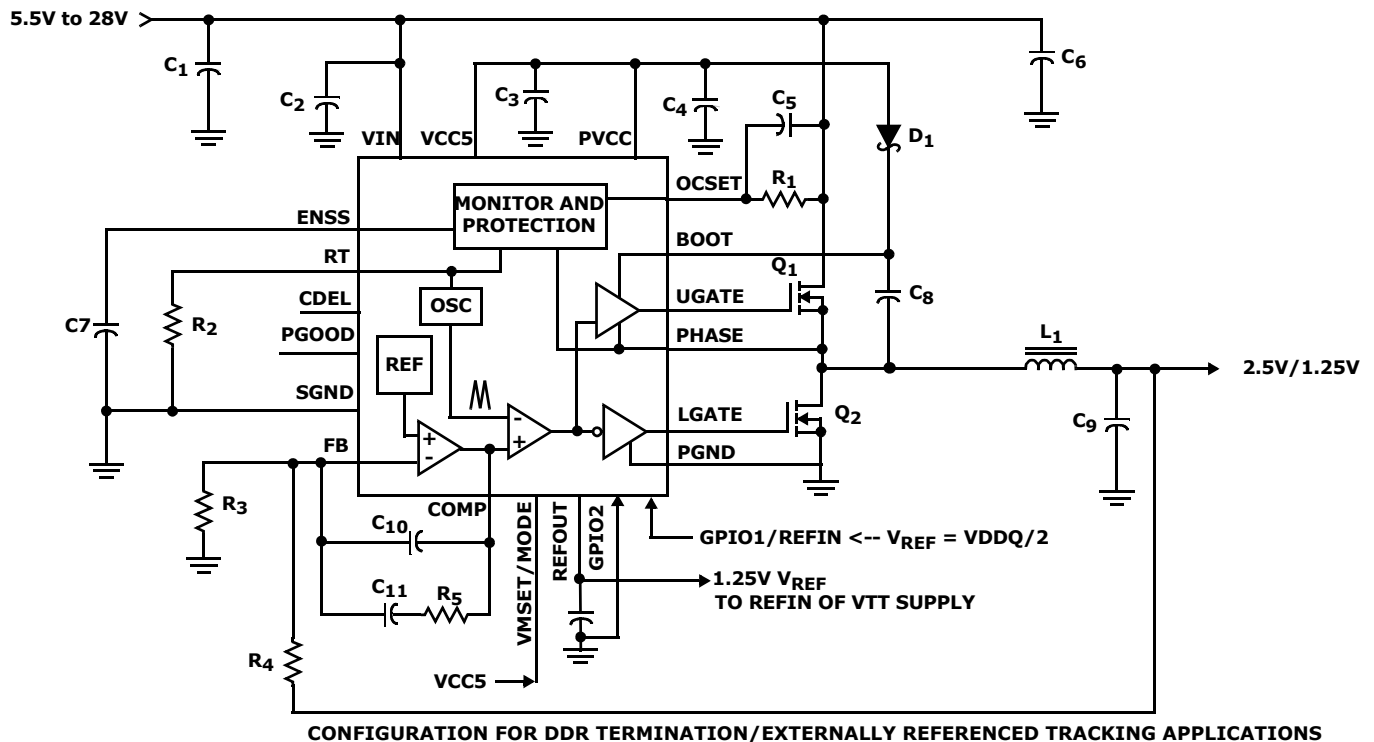 5.5V to 28V
C1
C2
C3
C4
C5
C6
D1
VIN
VCC5
PVCC
OCSET
R1
MONITOR AND
PROTECTION
ENSS
BOOT
RT
Q1
CDEL
OSC
UGATE
C8
C7
R2
PGOOD
PHASE
L1
REF
2.5V/1.25V
SGND
-
+
LGATE
Q2
C9
FB
+
-
PGND
R3
COMP
C10
VMSET/MODE
REFOUT
GPIO2
GPIO1/REFIN <-- VREF = VDDQ/2
C11
R5
1.25V VREF
TO REFIN OF VTT SUPPLY
R4
VCC5
CONFIGURATION FOR DDR TERMINATION/EXTERNALLY REFERENCED TRACKING APPLICATIONS